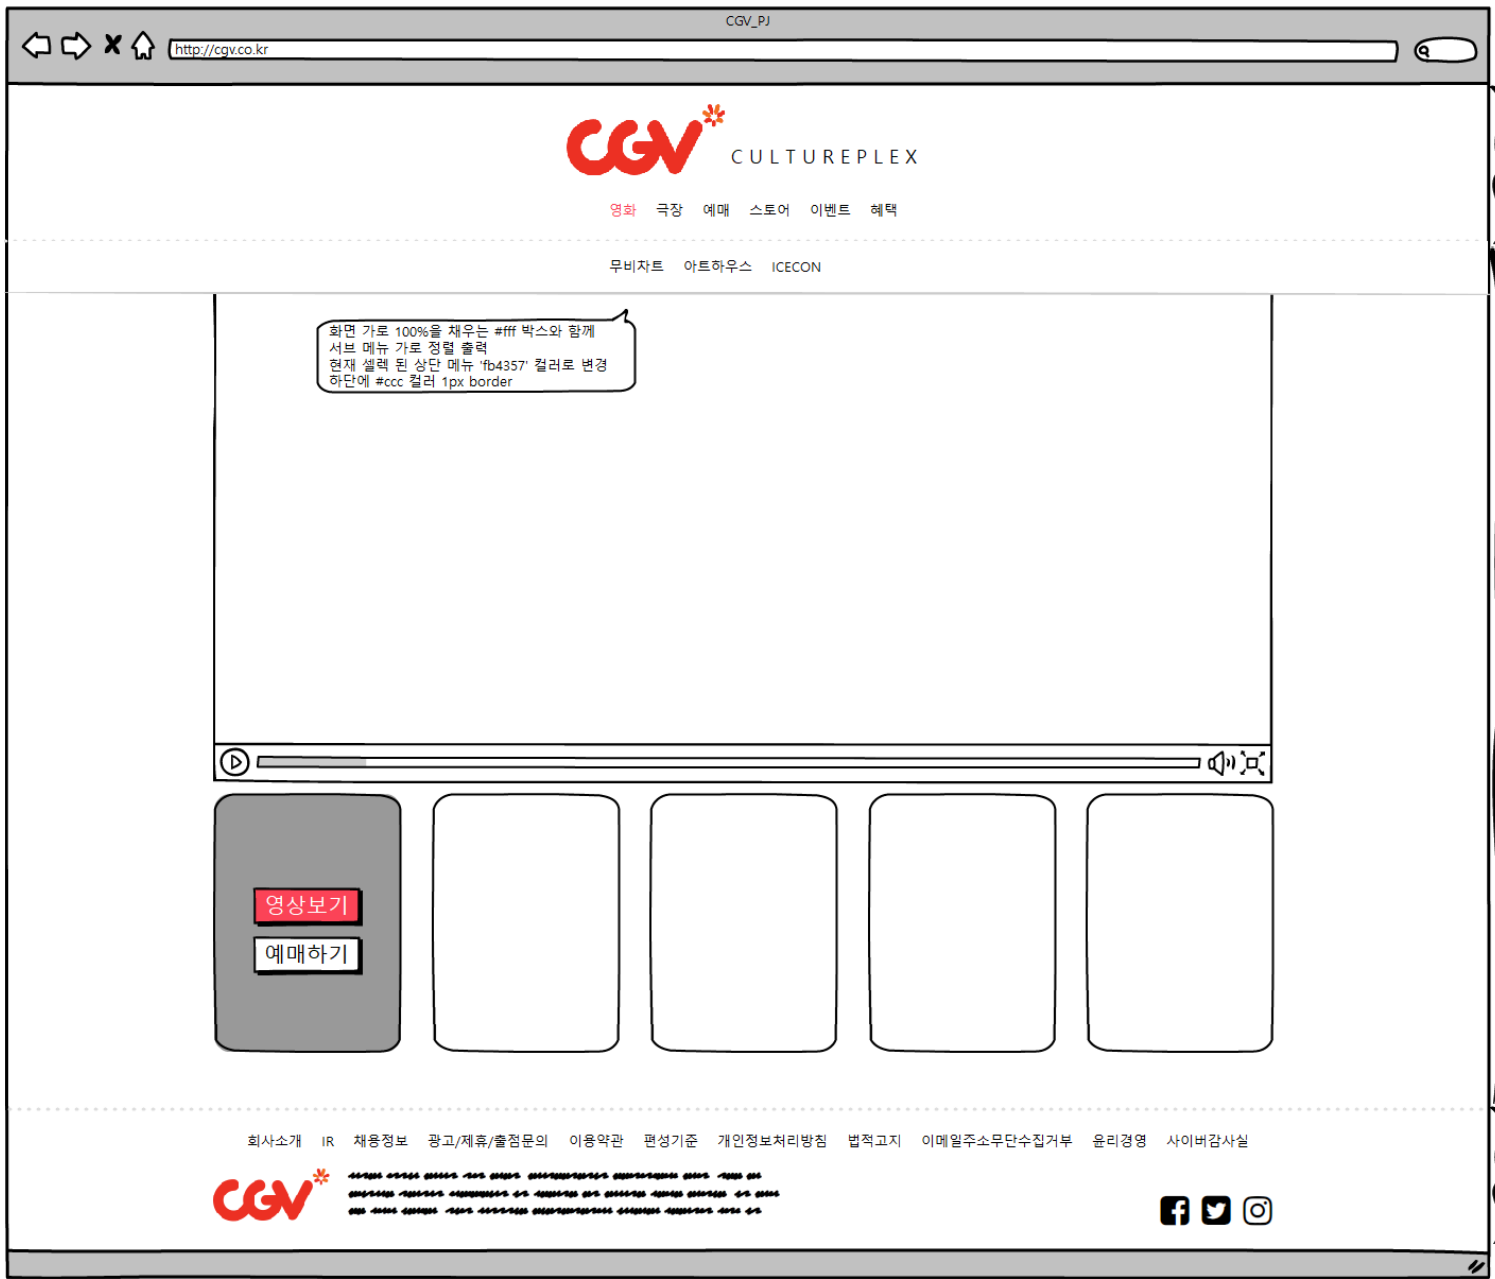 CGV_PJ
http://cgv.co.kr
CGV
CULTUREPLEX
영화 극장 예매 스토어 이벤트 혜택
무비차트 아트하우스 ICECON
화면 가로 100%을 채우는 #fff 박스와 함께
서브 메뉴 가로 정렬 출력
현재 셀렉 된 상단 메뉴 'fb4357' 컬러로 변경
하단에 #ccc 컬러 1px border
영상보기
예매하기
회사소개 IR 채용정보 광고/제휴/출점문의 이용약관 편성기준 개인정보처리방침 법적고지 이메일주소무단수집거부 윤리경영 사이버감사실
CGV